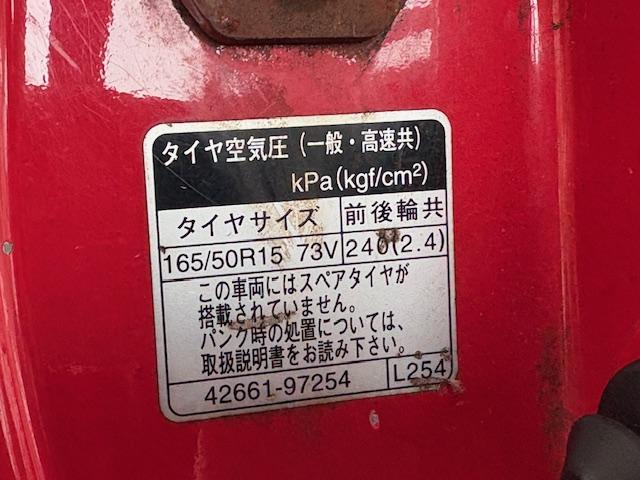 タイヤ空気圧(一般・高速共)
kPa(kgf/cm²)
タイヤサイズ 前後輪共
165/50R15 73V 240(2.4)
この車両にはスペアタイヤが
搭載されていません。
パンク時の処置については、
取扱説明書をお読み下さい。
42661-97254 L254